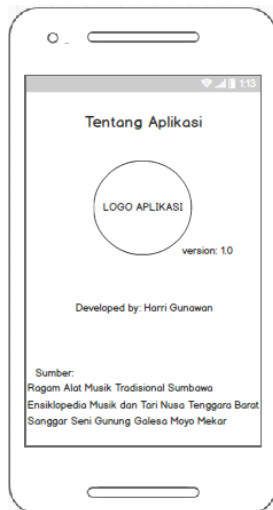 1:13
Tentang Aplikasi
LOGO APLIKASI
version: 1.0
Developed by: Harri Gunawan
Sumber:
Ragam Alat Musik Tradisional Sumbawa
Ensiklopedia Musik dan Tari Nusa Tenggara Barat
Sanggar Seni Gunung Galesa Moyo Mekar